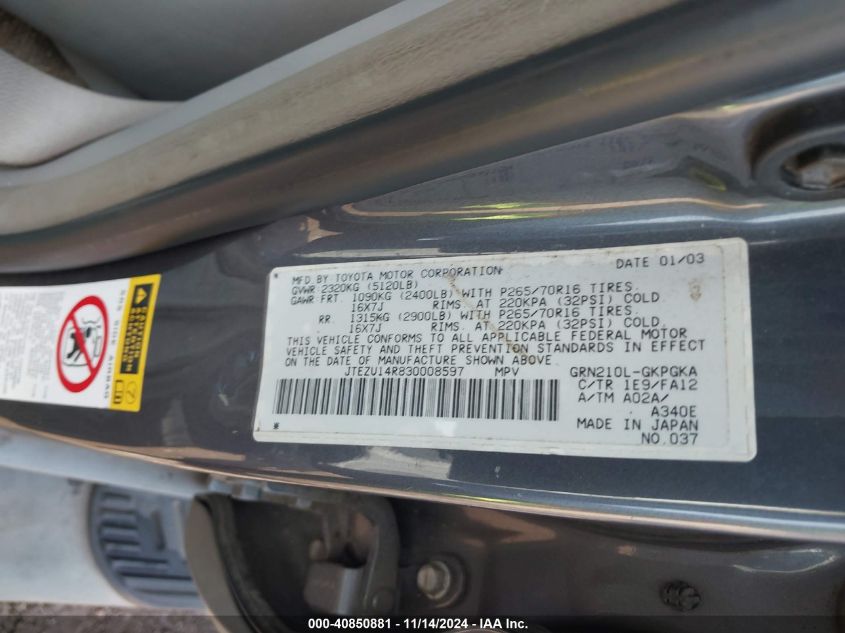 MFD BY TOYOTA MOTOR CORPORATION DATE 01/03
GVWR 2320KG (5120LB)
GAWR FRT. 1090KG (2400LB) WITH P265/70R16 TIRES
16X7J RIMS. AT 220KPA (32PSI) COLD
RR. 1315KG (2900LB) WITH P265/70R16 TIRES
16X7J RIMS. AT 220KPA (32PSI) COLD
THIS VEHICLE CONFORMS TO ALL APPLICABLE FEDERAL MOTOR
VEHICLE SAFETY AND THEFT PREVENTION STANDARDS IN EFFECT
ON THE DATE OF MANUFACTURE SHOWN ABOVE.
JTEZU14R830008597 MPV GRN210L-GKPGKA
C/TR 1E9/FA12
A/TM A02A/
A340E
MADE IN JAPAN
NO.037
SRS SIDE AIRBAG
CAUTION
000-40850881 - 11/14/2024 - IAA Inc.